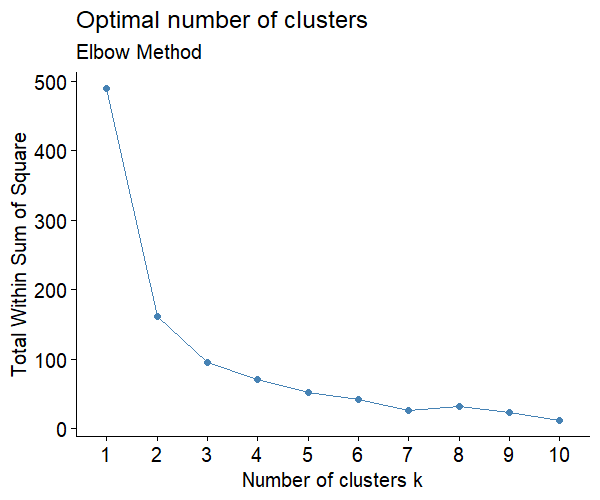 Optimal number of clusters
Elbow Method
Total Within Sum of Square
500
400
300
200
100
0
1 2 3 4 5 6 7 8 9 10
Number of clusters k